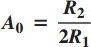 A₀ = R₂ / 2R₁